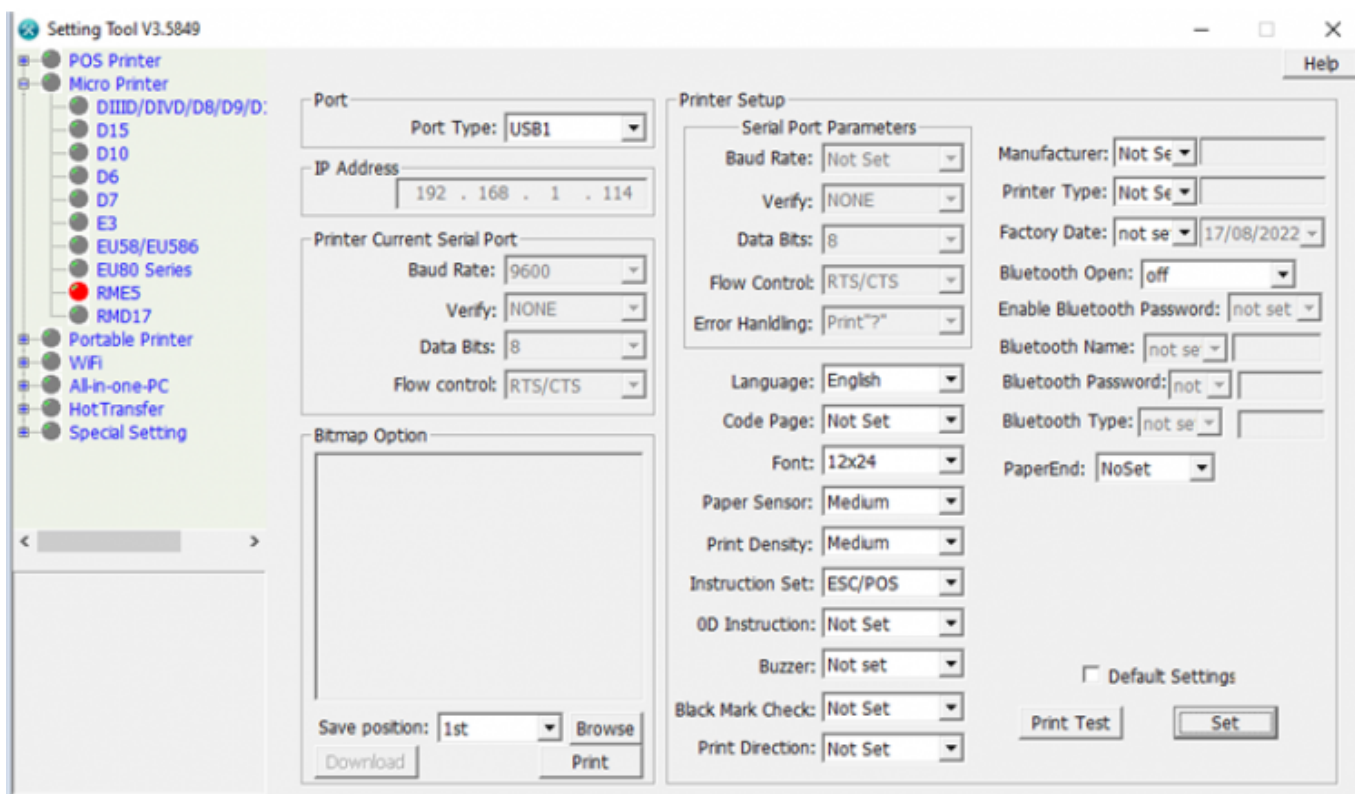 Setting Tool V3.5849
Help
POS Printer
Micro Printer
DIIID/DIVD/D8/D9/D:
D15
D10
D6
D7
E3
EU58/EU586
EU80 Series
RME5
RMD17
Portable Printer
WiFi
All-in-one-PC
HotTransfer
Special Setting
Port
Port Type: USB1
IP Address
192 . 168 . 1 . 114
Printer Current Serial Port
Baud Rate: 9600
Verify: NONE
Data Bits: 8
Flow control: RTS/CTS
Bitmap Option
Save position: 1st Browse
Download Print
Printer Setup
Serial Port Parameters
Baud Rate: Not Set
Verify: NONE
Data Bits: 8
Flow Control: RTS/CTS
Error Hanldling: Print"?"
Language: English
Code Page: Not Set
Font: 12x24
Paper Sensor: Medium
Print Density: Medium
Instruction Set: ESC/POS
0D Instruction: Not Set
Buzzer: Not set
Black Mark Check: Not Set
Print Direction: Not Set
Manufacturer: Not Se
Printer Type: Not Se
Factory Date: not se 17/08/2022
Bluetooth Open: off
Enable Bluetooth Password: not set
Bluetooth Name: not se
Bluetooth Password: not
Bluetooth Type: not se
PaperEnd: NoSet
Default Settings
Print Test Set